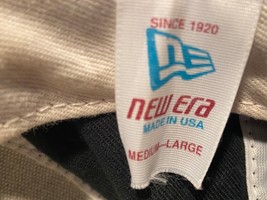 SINCE 1920
NE
new era
MADE IN USA
MEDIUM-LARGE